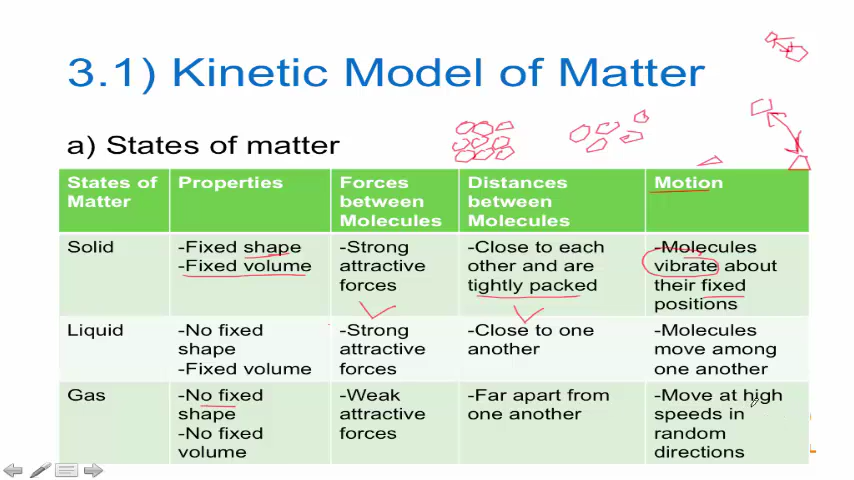 3.1) Kinetic Model of Matter
a) States of matter
States of
Matter
Properties
Forces
between
Molecules
Distances
between
Molecules
Motion
Solid
-Fixed shape
-Fixed volume
-Strong
attractive
forces
-Close to each
other and are
tightly packed
-Molecules
vibrate about
their fixed
positions
Liquid
-No fixed
shape
-Fixed volume
-Strong
attractive
forces
-Close to one
another
-Molecules
move among
one another
Gas
-No fixed
shape
-No fixed
volume
-Weak
attractive
forces
-Far apart from
one another
-Move at high
speeds in
random
directions